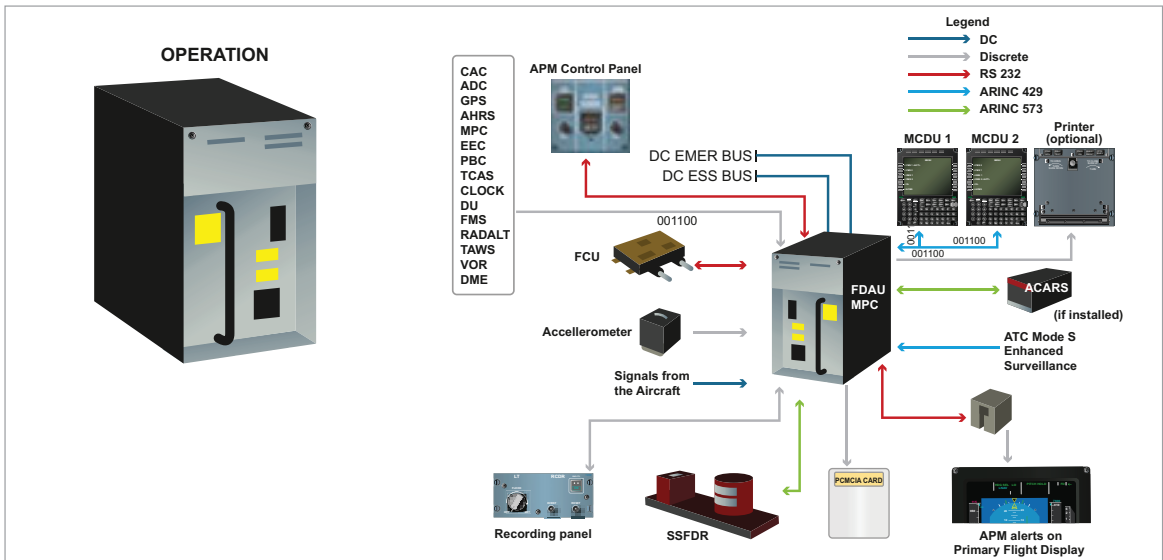 OPERATION
CAC
ADC
GPS
AHRS
MPC
EEC
PBC
TCAS
CLOCK
DU
FMS
RADALT
TAWS
VOR
DME
APM Control Panel
DC EMER BUS
DC ESS BUS
Legend
DC
Discrete
RS 232
ARINC 429
ARINC 573
MCDU 1
MCDU 2
Printer
(optional)
001100
001100
001100
FCU
FDAU
MPC
ACARS
(if installed)
Accellerometer
ATC Mode S
Enhanced
Surveillance
Signals from
the Aircraft
Recording panel
SSFDR
PCMCIA CARD
APM alerts on
Primary Flight Display